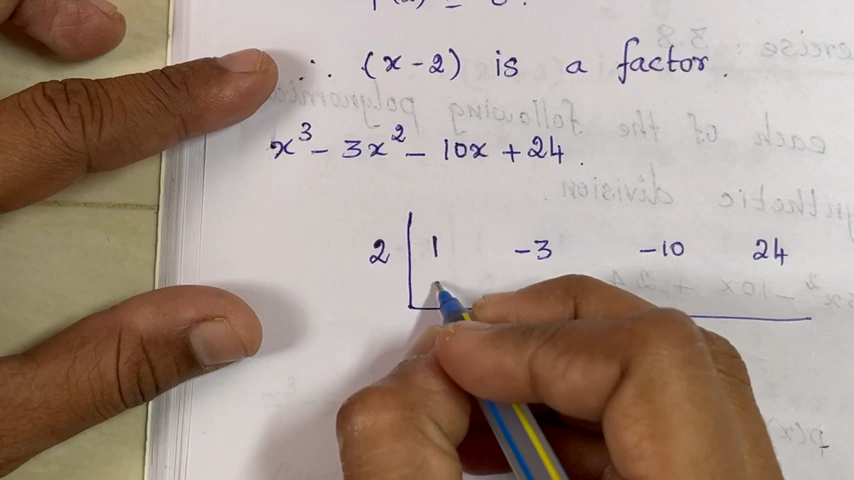 ∴ (x-2) is a factor.
x³ - 3x² - 10x + 24.
2 | 1 -3 -10 24